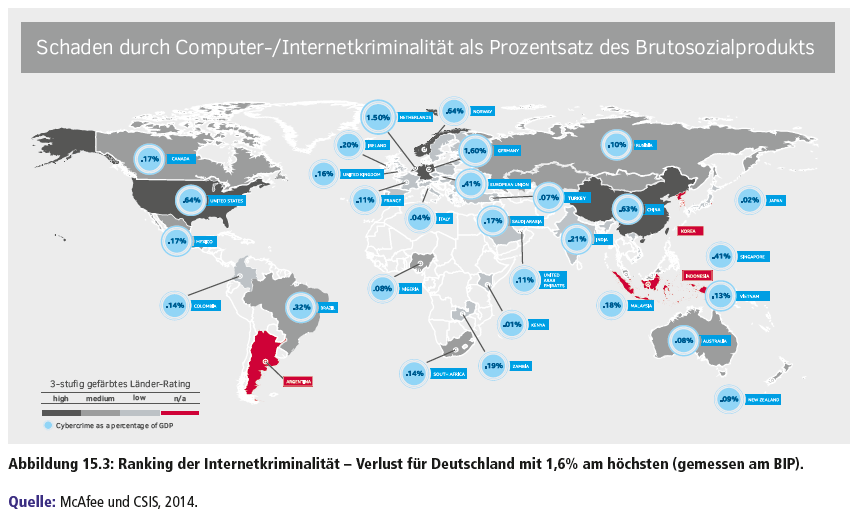 Schaden durch Computer-/Internetkriminalität als Prozentsatz des Brutosozialprodukts
1.50% NETHERLANDS
.64% NORWAY
.20% IRELAND
1,60% GERMANY
.10% RUSSIA
.17% CANADA
.16% UNITED KINGDOM
.41% EUROPEAN UNION
.64% UNITED STATES
.11% FRANCE
.07% TURKEY
.63% CHINA
.02% JAPAN
.04% ITALY
.17% SAUDI ARABIA
KOREA
.17% MEXICO
.21% INDIA
.41% SINGAPORE
INDONESIA
.11% UNITED
ARAB
EMIRATES
.08% NIGERIA
.14% COLOMBIA
.32% BRAZIL
.18% MALAYSIA
.13% VIETNAM
.01% KENYA
.08% AUSTRALIA
.19% ZAMBIA
.14% SOUTH AFRICA
ARGENTINA
.09% NEW ZEALAND
3-stufig gefärbtes Länder-Rating
high medium low n/a
Cybercrime as a percentage of GDP
Abbildung 15.3: Ranking der Internetkriminalität – Verlust für Deutschland mit 1,6% am höchsten (gemessen am BIP).
Quelle: McAfee und CSIS, 2014.